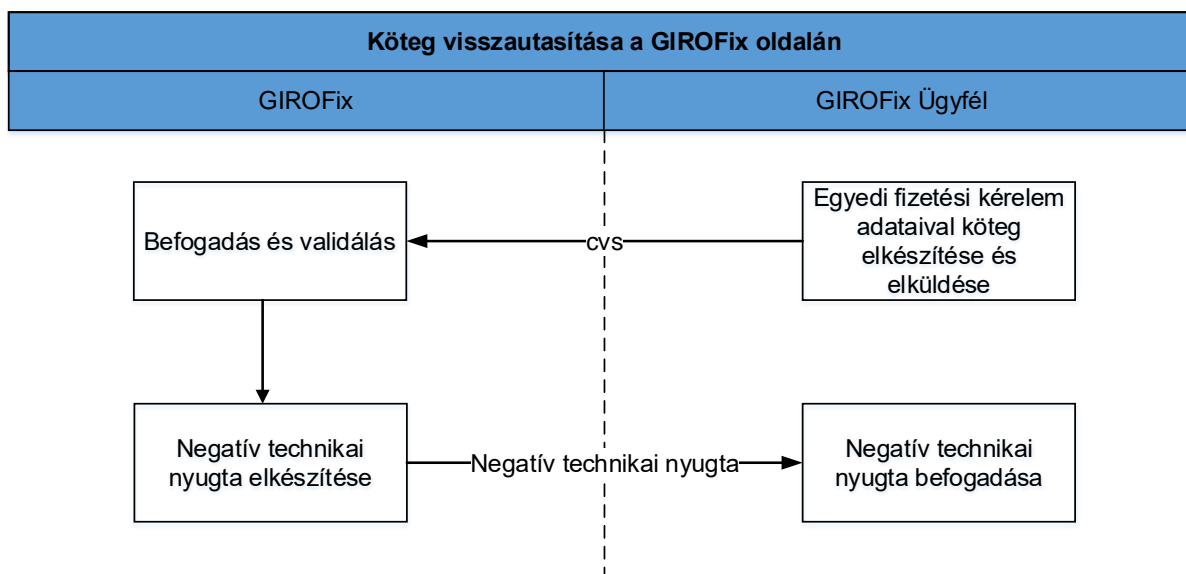 Köteg visszautasítása a GIROFix oldalán
GIROFix
GIROFix Ügyfél
Befogadás és validálás
cvs
Egyedi fizetési kérelem
adataival köteg
elkészítése és
elküldése
Negatív technikai
nyugta elkészítése
Negatív technikai nyugta
Negatív technikai
nyugta befogadása